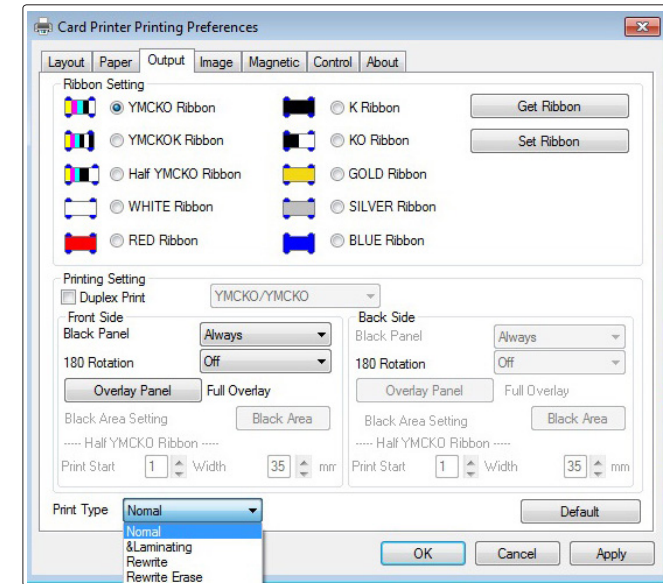 Card Printer Printing Preferences
Layout Paper Output Image Magnetic Control About
Ribbon Setting
YMCKO Ribbon K Ribbon Get Ribbon
YMCKOK Ribbon KO Ribbon Set Ribbon
Half YMCKO Ribbon GOLD Ribbon
WHITE Ribbon SILVER Ribbon
RED Ribbon BLUE Ribbon
Printing Setting
Duplex Print YMCKO/YMCKO
Front Side Back Side
Black Panel Always Black Panel Always
180 Rotation Off 180 Rotation Off
Overlay Panel Full Overlay Overlay Panel Full Overlay
Black Area Setting Black Area Black Area Setting Black Area
----- Half YMCKO Ribbon ----- ----- Half YMCKO Ribbon -----
Print Start 1 Width 35 mm Print Start 1 Width 35 mm
Print Type Nomal Default
Nomal
&Laminating
Rewrite
Rewrite Erase
OK Cancel Apply